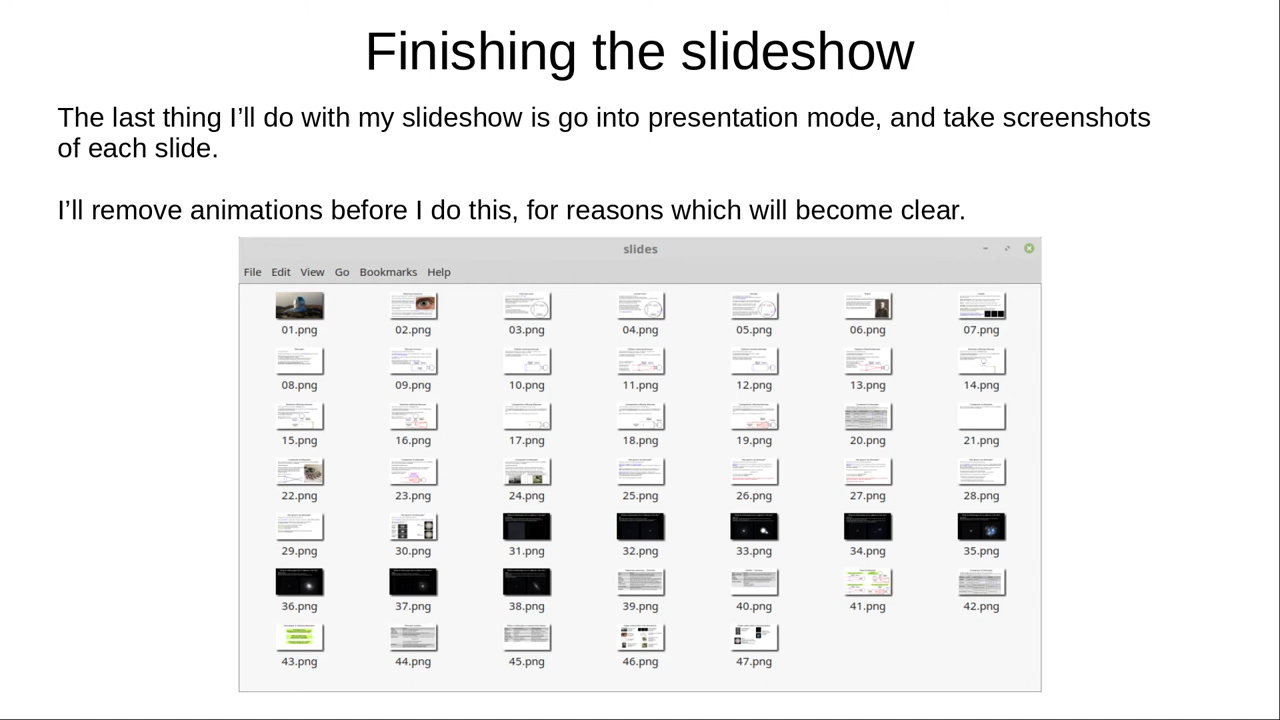 Finishing the slideshow
The last thing I’ll do with my slideshow is go into presentation mode, and take screenshots
of each slide.
I’ll remove animations before I do this, for reasons which will become clear.
slides
File Edit View Go Bookmarks Help
01.png 02.png 03.png 04.png 05.png 06.png 07.png
08.png 09.png 10.png 11.png 12.png 13.png 14.png
15.png 16.png 17.png 18.png 19.png 20.png 21.png
22.png 23.png 24.png 25.png 26.png 27.png 28.png
29.png 30.png 31.png 32.png 33.png 34.png 35.png
36.png 37.png 38.png 39.png 40.png 41.png 42.png
43.png 44.png 45.png 46.png 47.png